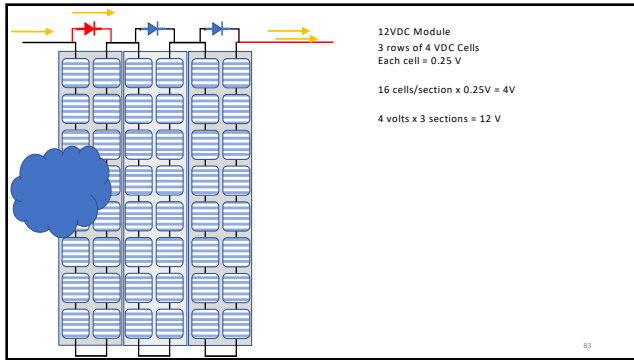 12VDC Module
3 rows of 4 VDC Cells
Each cell = 0.25 V
16 cells/section x 0.25V = 4V
4 volts x 3 sections = 12 V
83